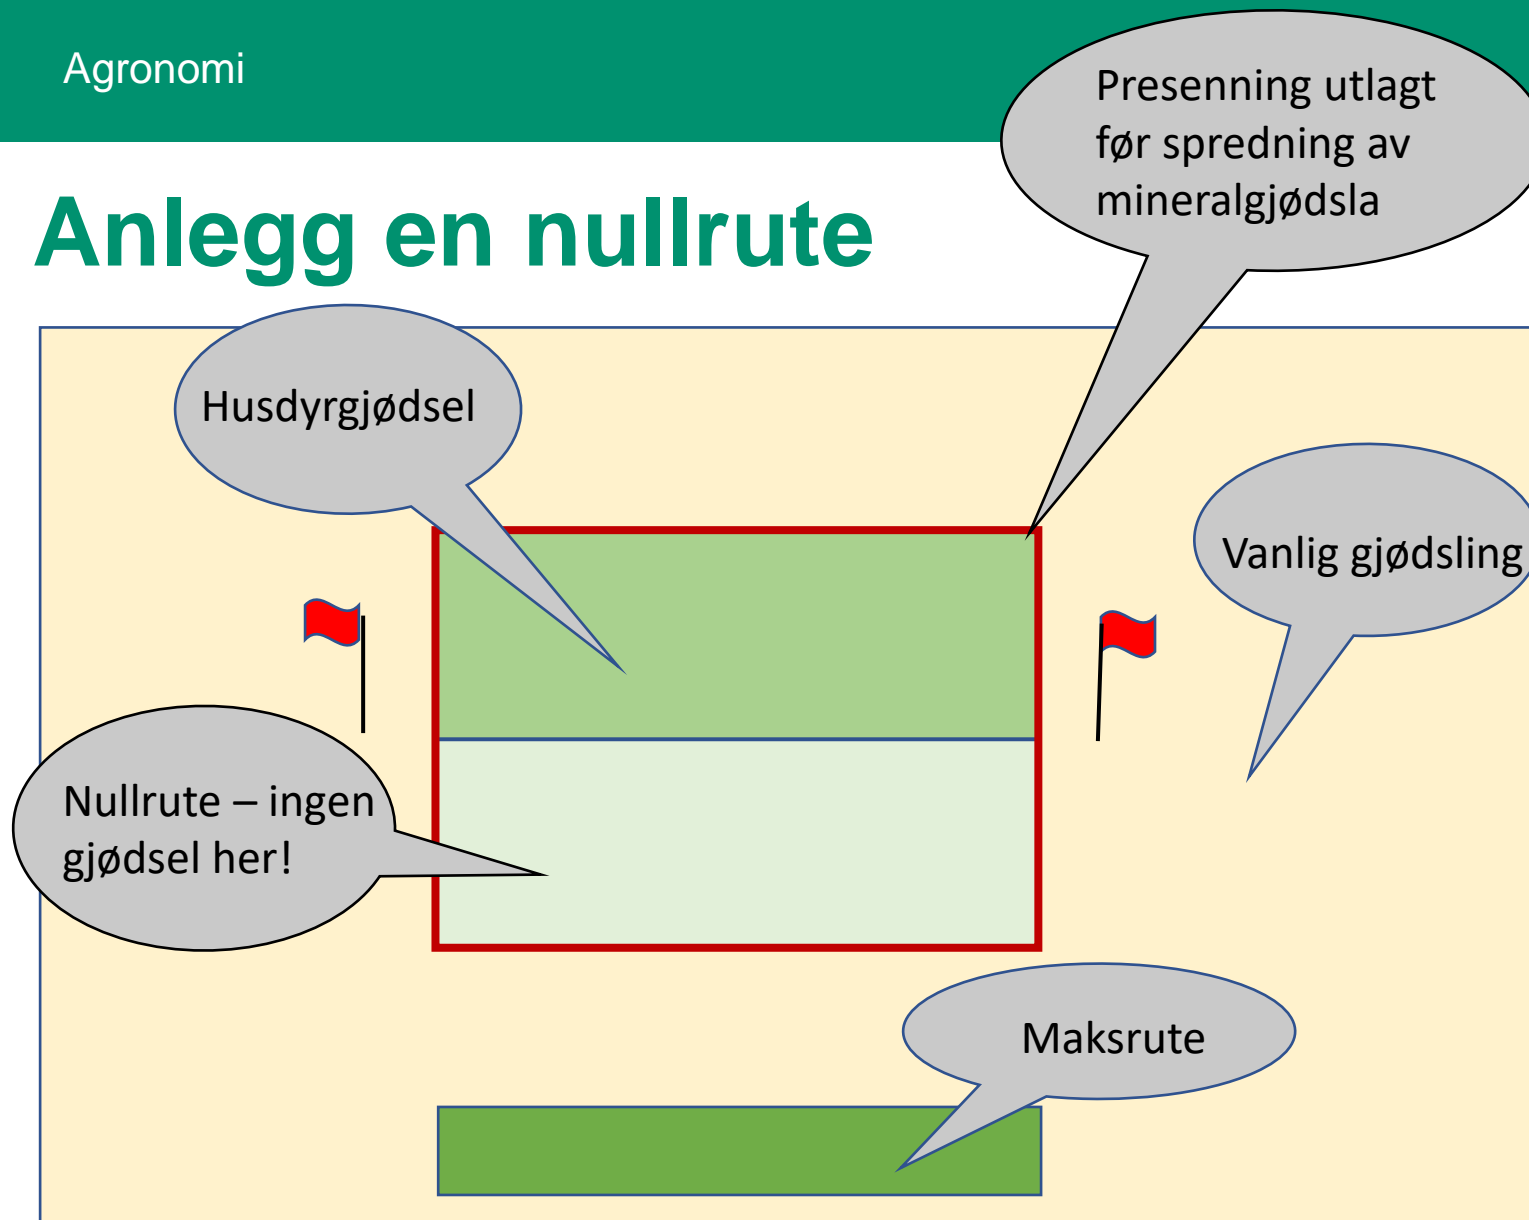 Agronomi
Presenning utlagt
før spredning av
mineralgjødsla
Anlegg en nullrute
Husdyrgjødsel
Vanlig gjødsling
Nullrute – ingen
gjødsel her!
Maksrute